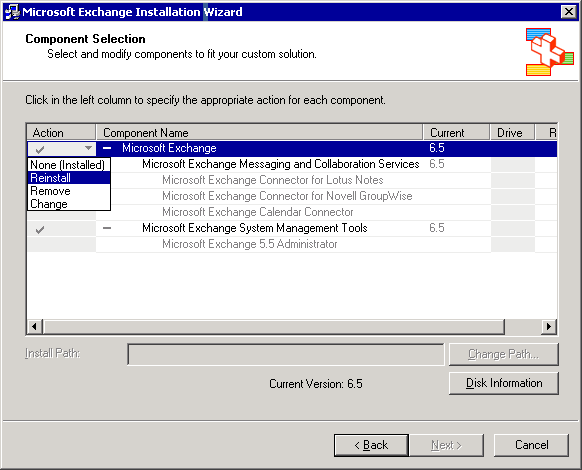 Microsoft Exchange Installation Wizard
Component Selection
Select and modify components to fit your custom solution.
Click in the left column to specify the appropriate action for each component.
Action Component Name Current Drive R
Microsoft Exchange 6.5
None (Installed)
Reinstall
Remove
Change
Microsoft Exchange Messaging and Collaboration Services 6.5
Microsoft Exchange Connector for Lotus Notes
Microsoft Exchange Connector for Novell GroupWise
Microsoft Exchange Calendar Connector
Microsoft Exchange System Management Tools 6.5
Microsoft Exchange 5.5 Administrator
Install Path: Change Path...
Current Version: 6.5 Disk Information
< Back Next > Cancel